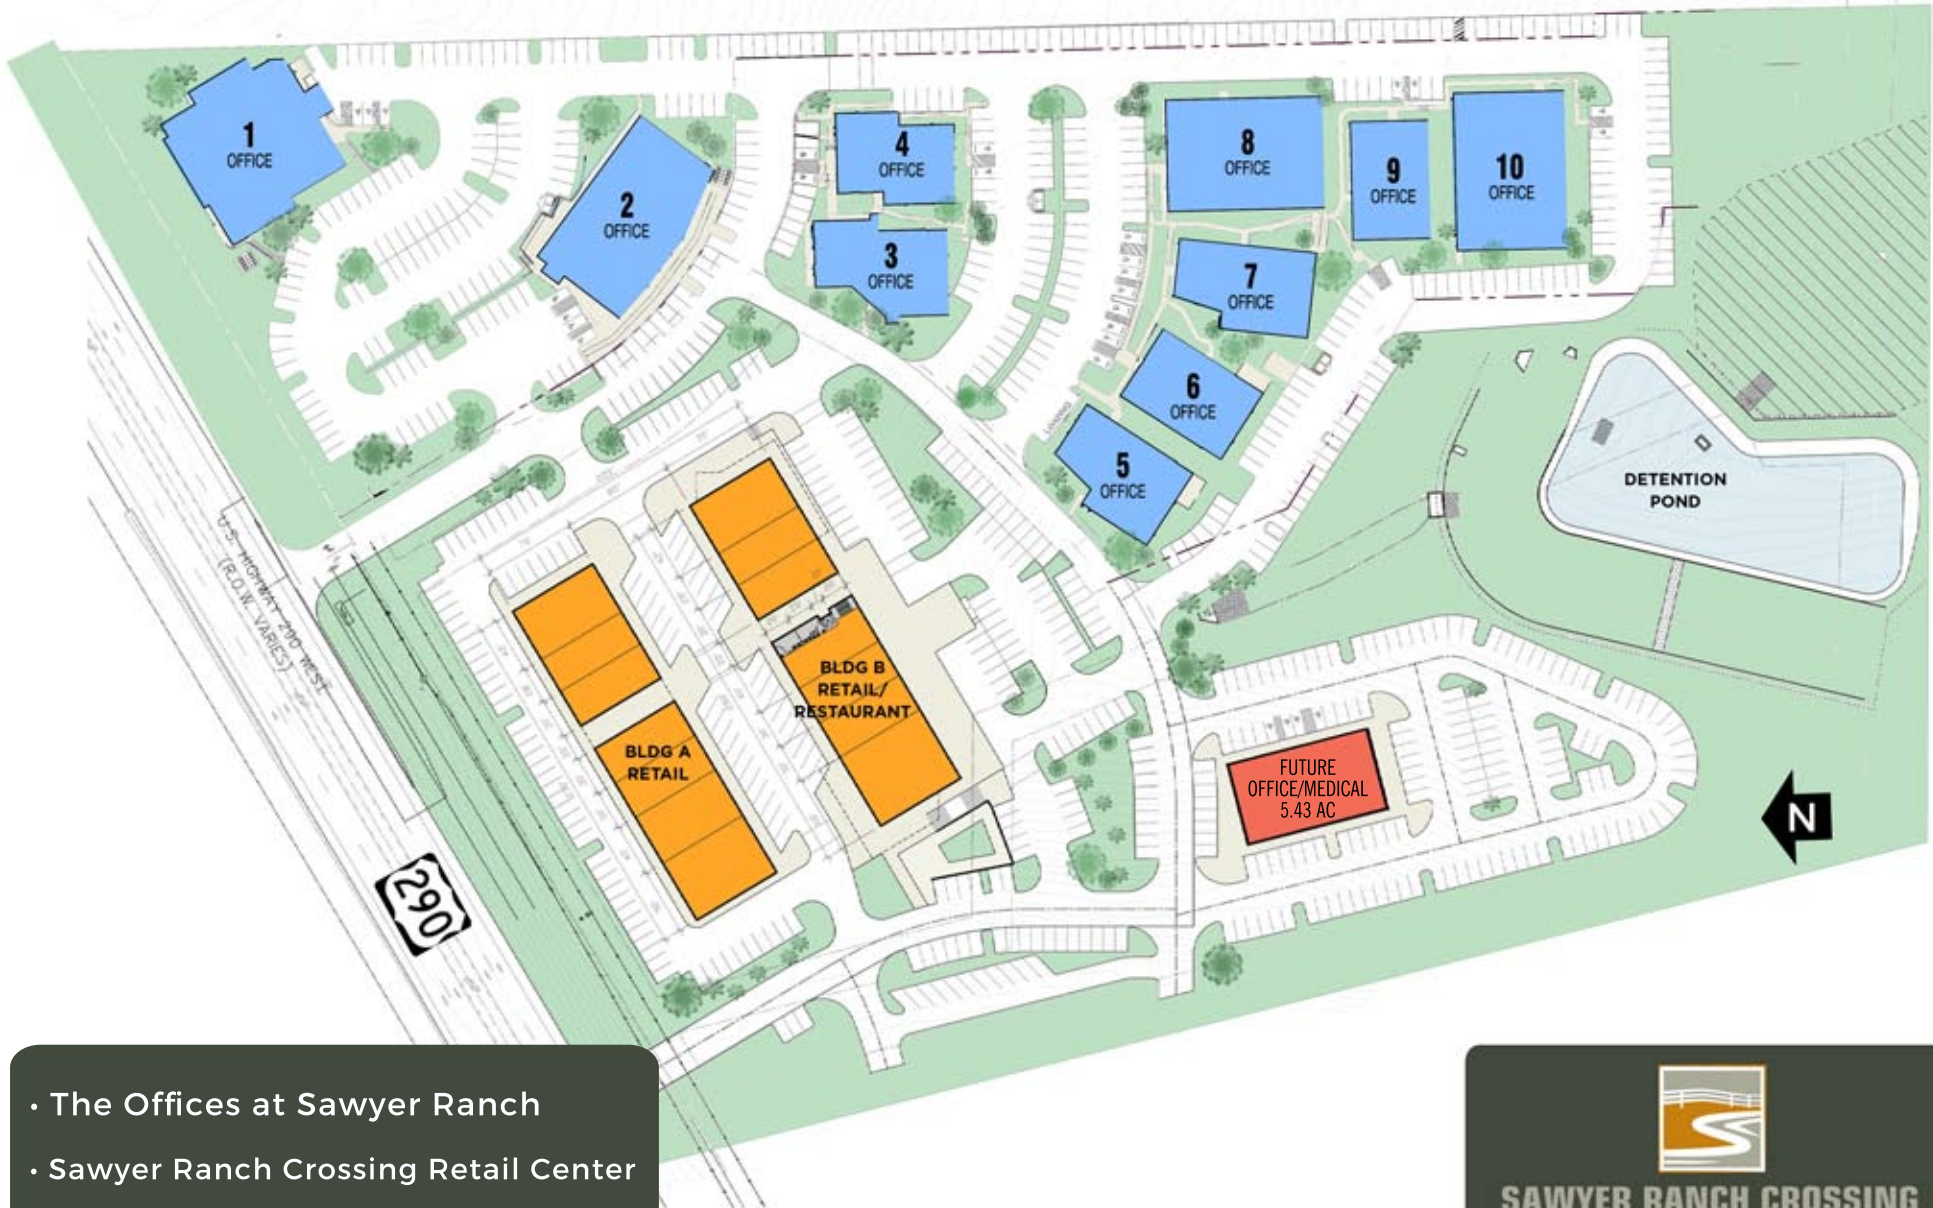 1
OFFICE
2
OFFICE
4
OFFICE
3
OFFICE
8
OFFICE
9
OFFICE
10
OFFICE
7
OFFICE
6
OFFICE
5
OFFICE
LOADING
DETENTION
POND
U.S. HIGHWAY 290 WEST
(R.O.W. VARIES)
BLDG B
RETAIL/
RESTAURANT
BLDG A
RETAIL
FUTURE
OFFICE/MEDICAL
5.43 AC
N
290
• The Offices at Sawyer Ranch
• Sawyer Ranch Crossing Retail Center
SAWYER RANCH CROSSING